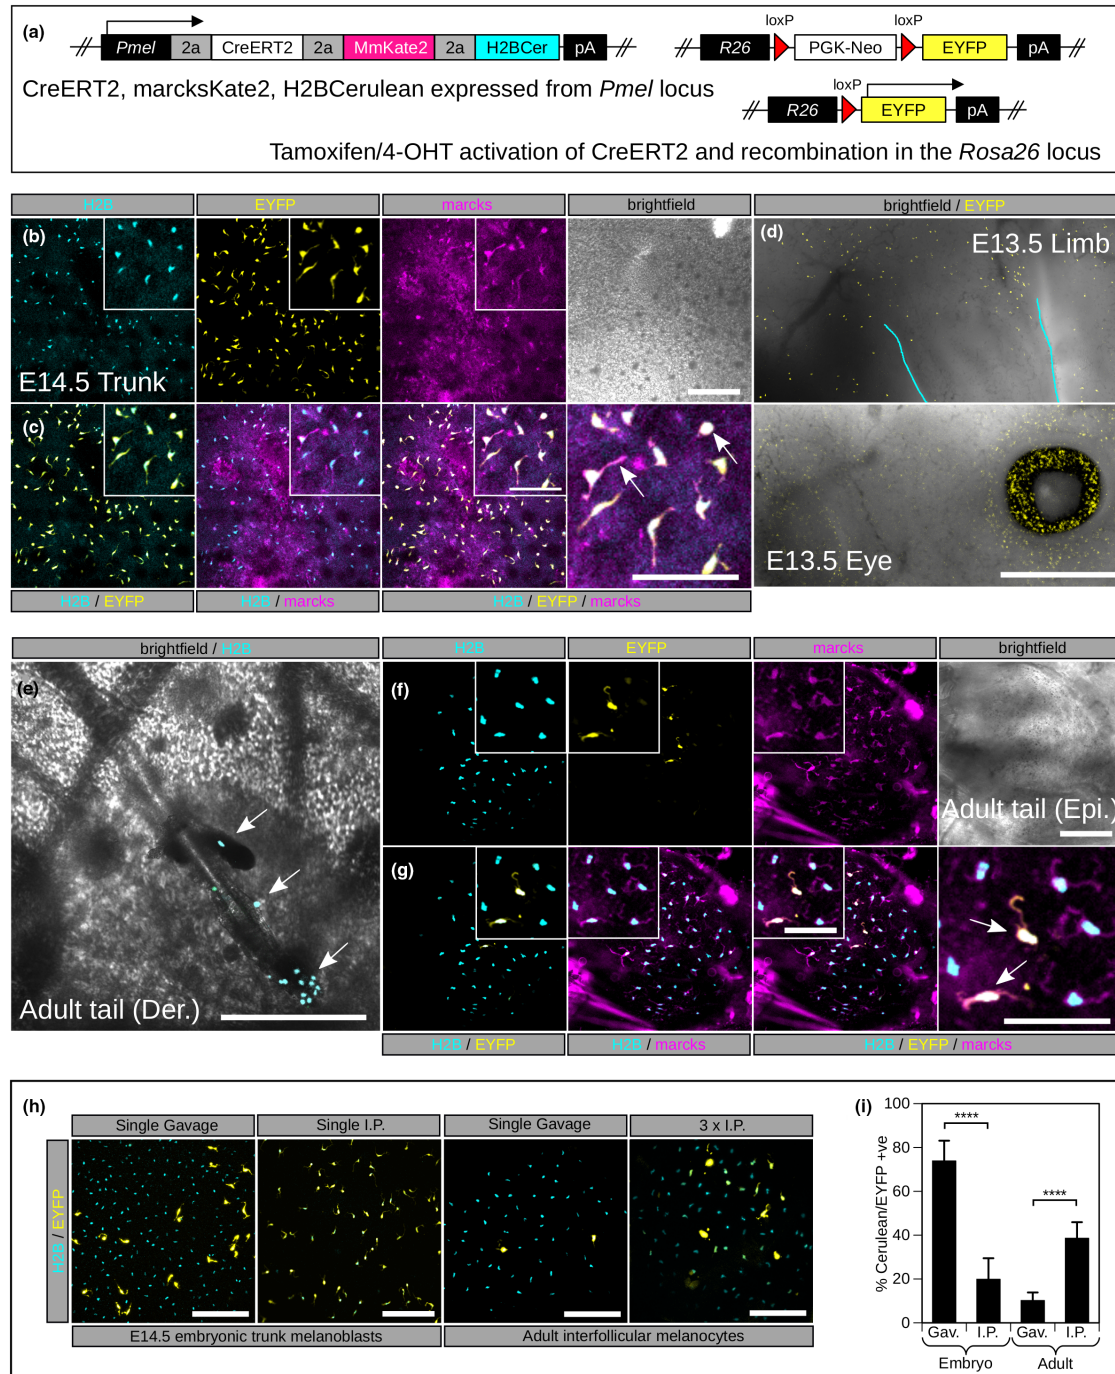 (a)
loxP loxP
Pmel 2a CreERT2 2a MmKate2 2a H2BCer pA
R26 PGK-Neo EYFP pA
CreERT2, marcksKate2, H2BCerulean expressed from Pmel locus
loxP
R26 EYFP pA
Tamoxifen/4-OHT activation of CreERT2 and recombination in the Rosa26 locus
H2B EYFP marcks brightfield brightfield / EYFP
(b)
E14.5 Trunk
(d)
E13.5 Limb
(c)
E13.5 Eye
H2B / EYFP H2B / marcks H2B / EYFP / marcks
brightfield / H2B H2B EYFP marcks brightfield
(e)
Adult tail (Der.)
(f)
Adult tail (Epi.)
(g)
H2B / EYFP H2B / marcks H2B / EYFP / marcks
(h)
Single Gavage Single I.P. Single Gavage 3 x I.P.
H2B / EYFP
E14.5 embryonic trunk melanoblasts Adult interfollicular melanocytes
(i)
% Cerulean/EYFP +ve
100
80
60
40
20
0
****
****
Gav. I.P. Gav. I.P.
Embryo Adult